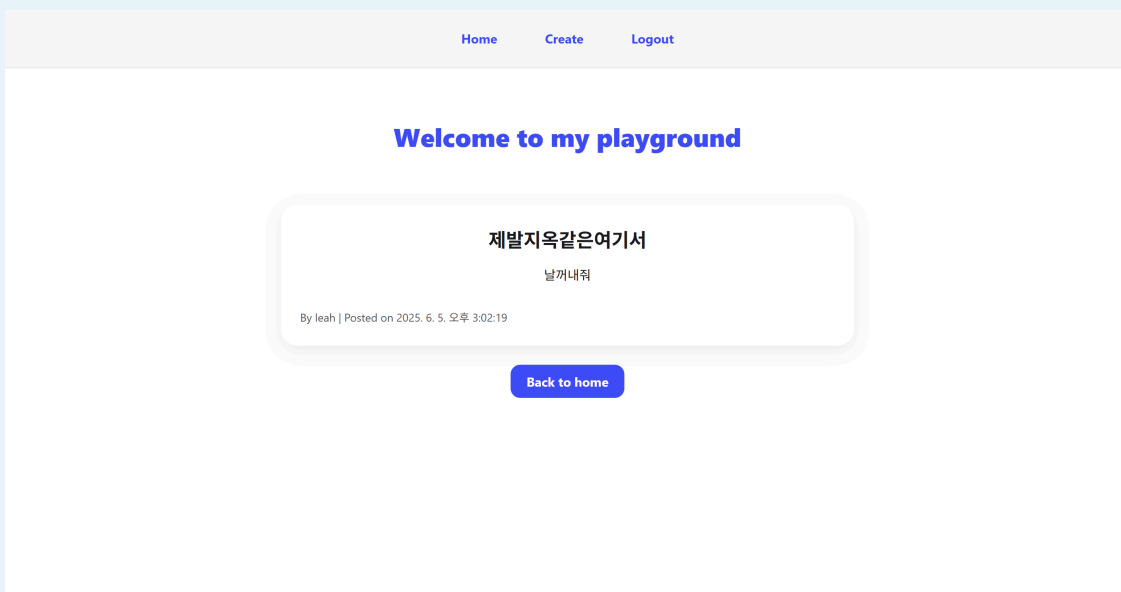 Home Create Logout
Welcome to my playground
제발지옥같은여기서
날꺼내줘
By leah | Posted on 2025. 6. 5. 오후 3:02:19
Back to home